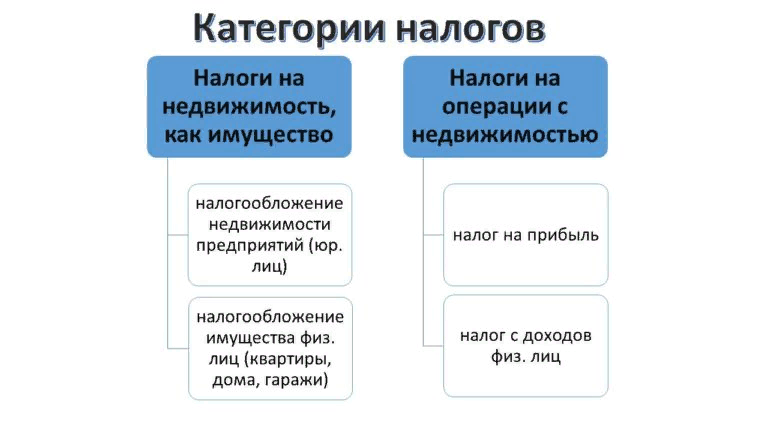 Категории налогов
Налоги на
недвижимость,
как имущество
налогообложение
недвижимости
предприятий (юр.
лиц)
налогообложение
имущества физ.
лиц (квартиры,
дома, гаражи)
Налоги на
операции с
недвижимостью
налог на прибыль
налог с доходов
физ. лиц